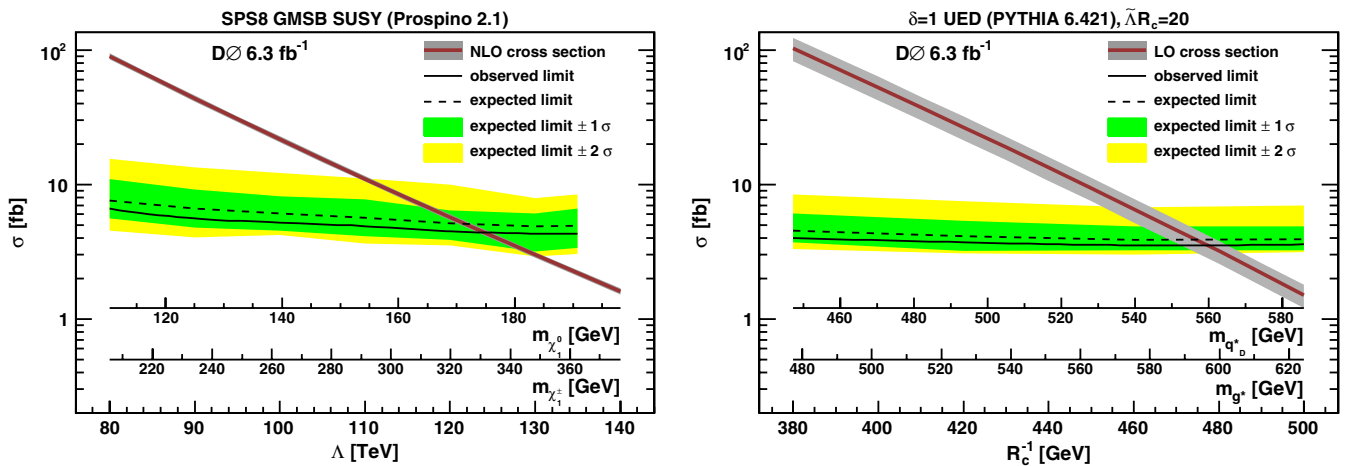 SPS8 GMSB SUSY (Prospino 2.1)
DØ 6.3 fb⁻¹
NLO cross section
observed limit
expected limit
expected limit ± 1 σ
expected limit ± 2 σ
σ [fb]
10²
10
1
120 140 160 180
m_χ₁⁰ [GeV]
220 240 260 280 300 320 340 360
m_χ₁± [GeV]
80 90 100 110 120 130 140
Λ [TeV]
δ=1 UED (PYTHIA 6.421), Λ̃R_c=20
DØ 6.3 fb⁻¹
LO cross section
observed limit
expected limit
expected limit ± 1 σ
expected limit ± 2 σ
σ [fb]
10²
10
1
460 480 500 520 540 560 580
m_q*_D [GeV]
480 500 520 540 560 580 600 620
m_g* [GeV]
380 400 420 440 460 480 500
R_c⁻¹ [GeV]